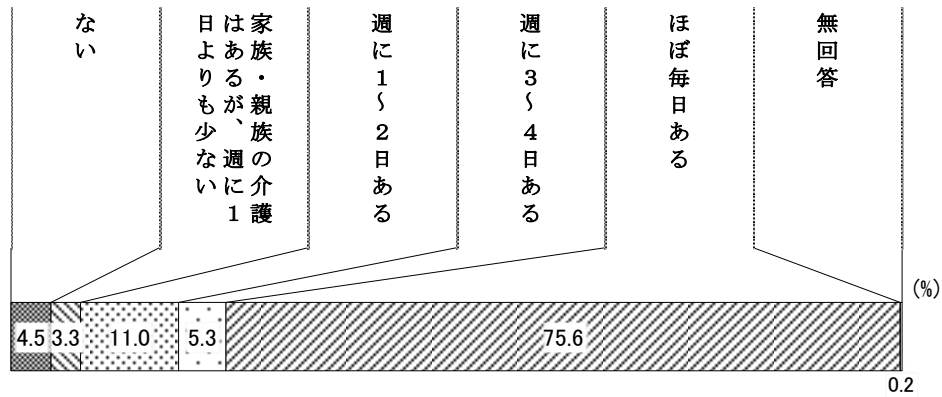 ない
家族・親族の介護
はあるが、週に１
日よりも少ない
週に１～２日ある
週に３～４日ある
ほぼ毎日ある
無回答
(%)
4.5
3.3
11.0
5.3
75.6
0.2